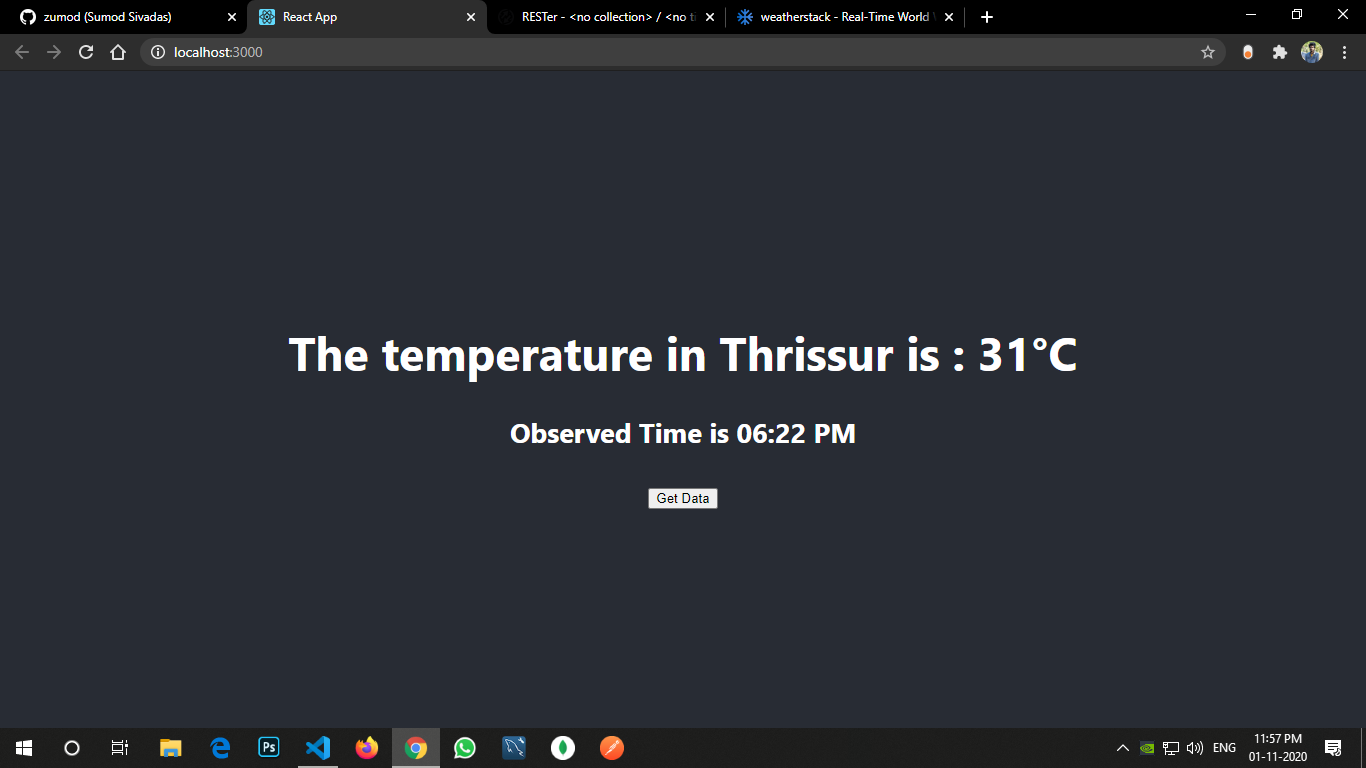 zumod (Sumod Sivadas)
React App
RESTer - <no collection> / <no ti
weatherstack - Real-Time World
localhost:3000
The temperature in Thrissur is : 31°C
Observed Time is 06:22 PM
Get Data
Ps
ENG
11:57 PM
01-11-2020